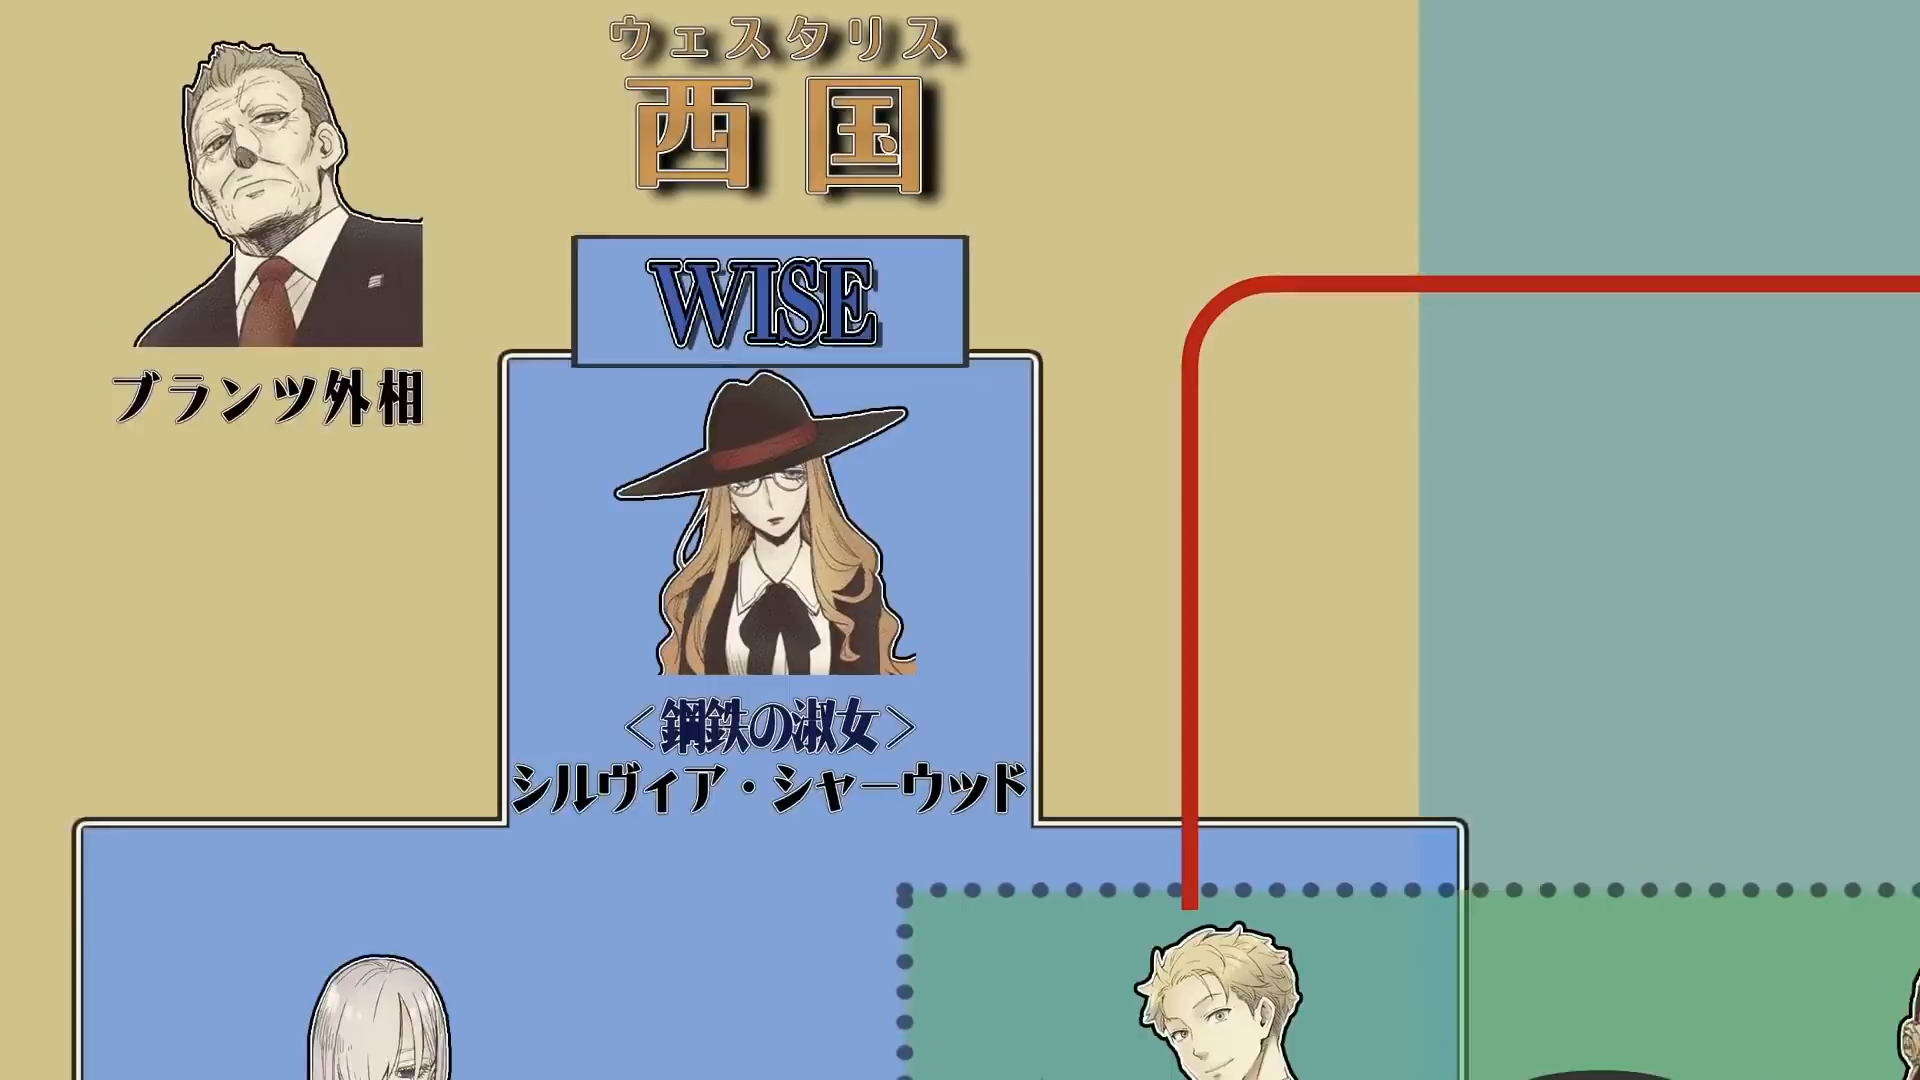 ウェスタリス
西国
WISE
ブランツ外相
＜鋼鉄の淑女＞
シルヴィア・シャーウッド